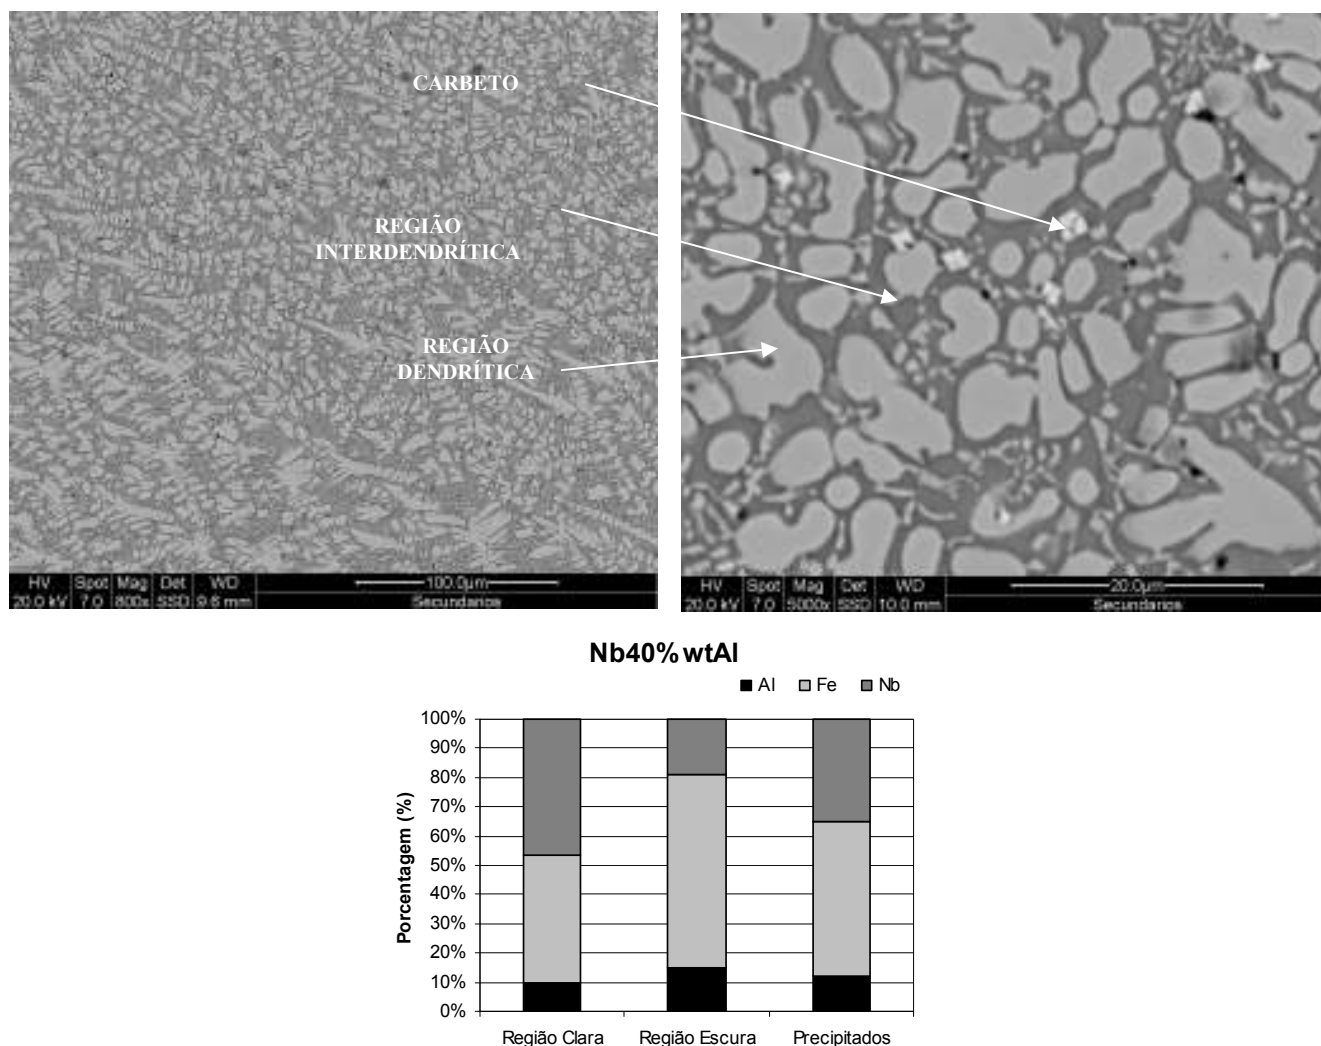 CARBETO
REGIÃO
INTERDENDRÍTICA
REGIÃO
DENDRÍTICA
HV Spot Mag Det WD 100.0µm
20.0 kV 7.0 800x SSD 9.6 mm Secundarios
HV Spot Mag Det WD 20.0µm
20.0 kV 7.0 5000x SSD 10.0 mm Secundarios
Nb40%wtAl
Al Fe Nb
Porcentagem (%)
100%
90%
80%
70%
60%
50%
40%
30%
20%
10%
0%
Região Clara Região Escura Precipitados